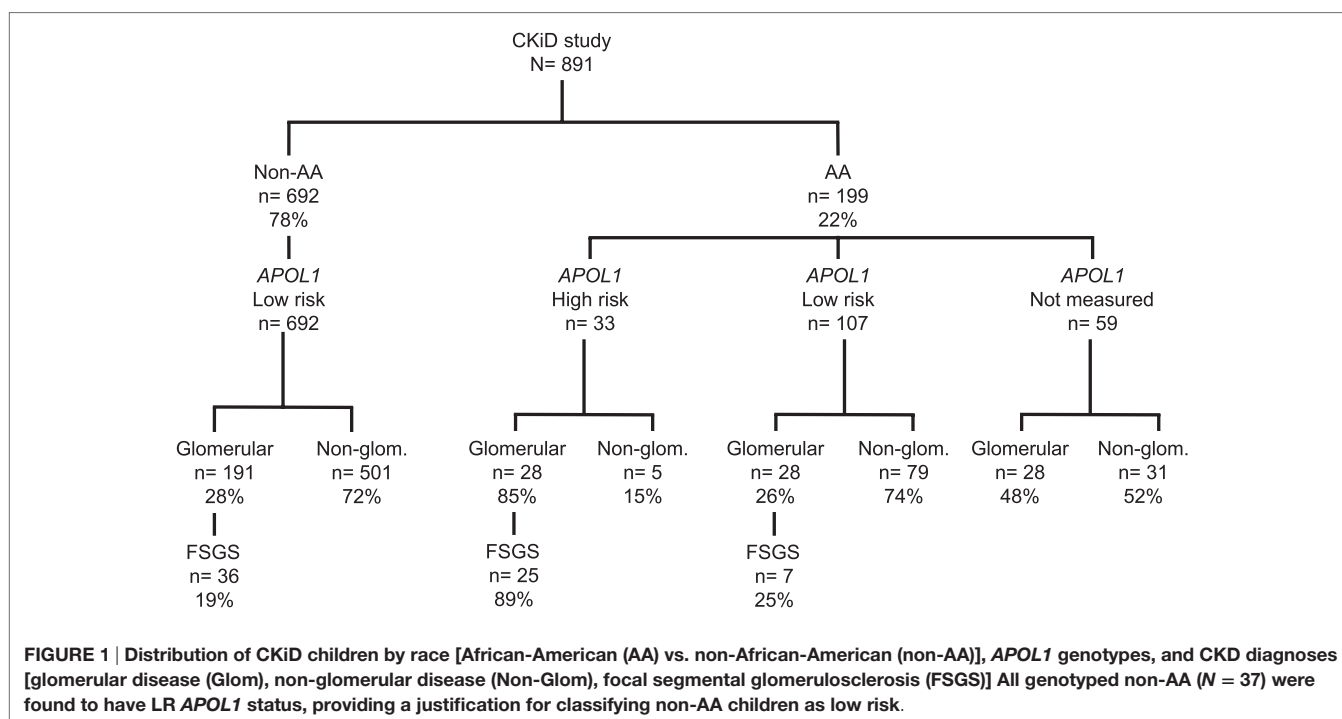 CKiD study
N= 891
Non-AA
n= 692
78%
AA
n= 199
22%
APOL1
Low risk
n= 692
APOL1
High risk
n= 33
APOL1
Low risk
n= 107
APOL1
Not measured
n= 59
Glomerular
n= 191
28%
Non-glom.
n= 501
72%
Glomerular
n= 28
85%
Non-glom.
n= 5
15%
Glomerular
n= 28
26%
Non-glom.
n= 79
74%
Glomerular
n= 28
48%
Non-glom.
n= 31
52%
FSGS
n= 36
19%
FSGS
n= 25
89%
FSGS
n= 7
25%
FIGURE 1 | Distribution of CKiD children by race [African-American (AA) vs. non-African-American (non-AA)], APOL1 genotypes, and CKD diagnoses
[glomerular disease (Glom), non-glomerular disease (Non-Glom), focal segmental glomerulosclerosis (FSGS)] All genotyped non-AA (N = 37) were
found to have LR APOL1 status, providing a justification for classifying non-AA children as low risk.